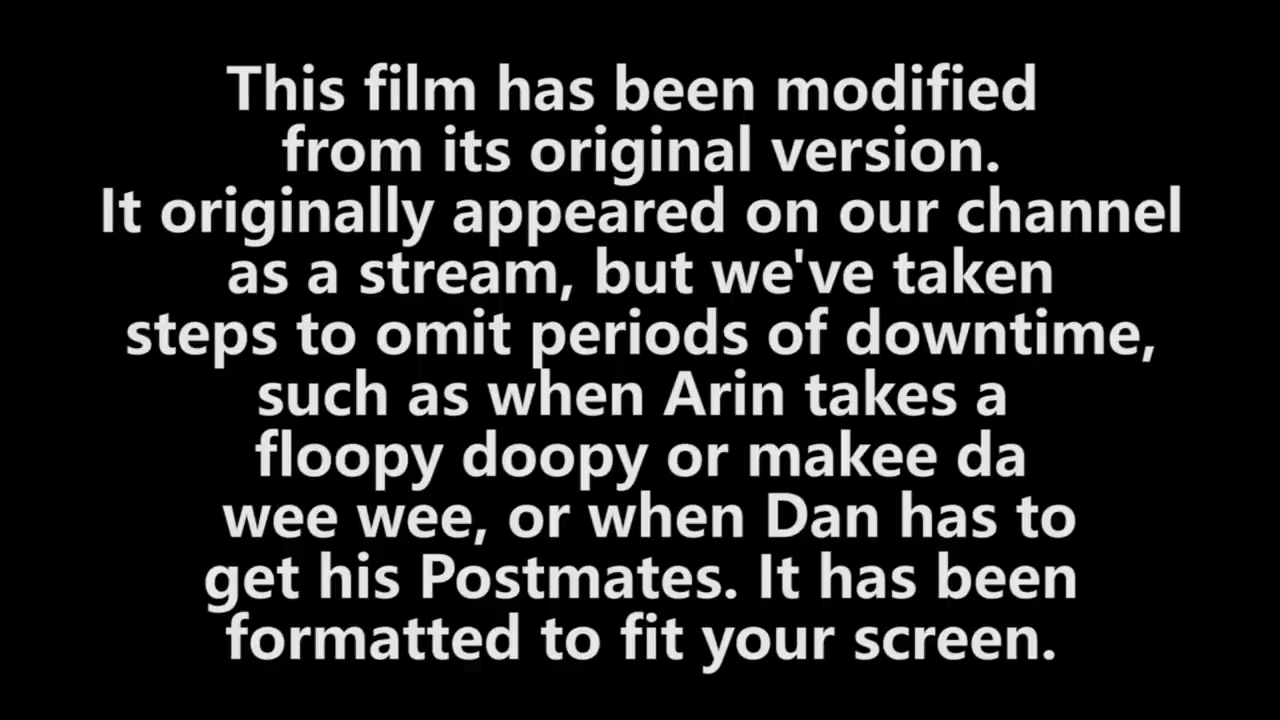 This film has been modified
from its original version.
It originally appeared on our channel
as a stream, but we've taken
steps to omit periods of downtime,
such as when Arin takes a
floopy doopy or makee da
wee wee, or when Dan has to
get his Postmates. It has been
formatted to fit your screen.